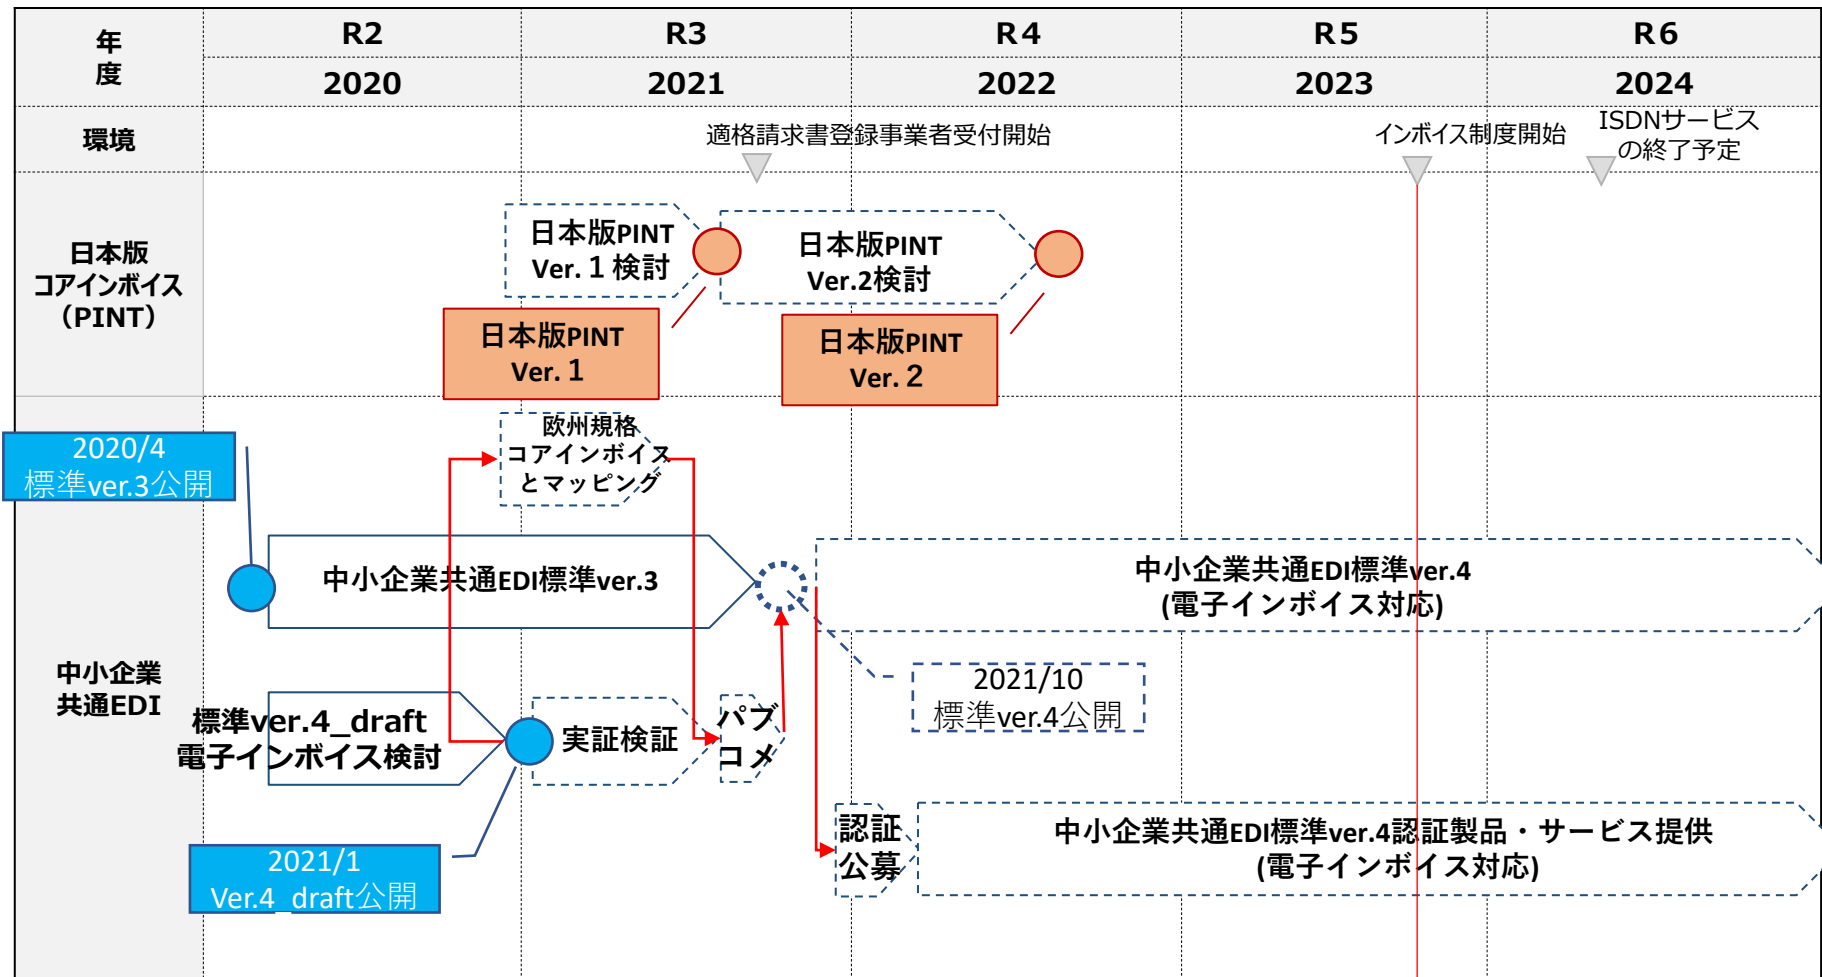 年
度
R2
R3
R4
R5
R6
2020
2021
2022
2023
2024
環境
適格請求書登録事業者受付開始
インボイス制度開始
ISDNサービス
の終了予定
日本版
コアインボイス
（PINT）
日本版PINT
Ver.１検討
日本版PINT
Ver.2検討
日本版PINT
Ver.１
日本版PINT
Ver.２
中小企業
共通EDI
2020/4
標準ver.3公開
欧州規格
コアインボイス
とマッピング
中小企業共通EDI標準ver.3
中小企業共通EDI標準ver.4
(電子インボイス対応)
2021/10
標準ver.4公開
標準ver.4_draft
電子インボイス検討
実証検証
パブ
コメ
2021/1
Ver.4_draft公開
認証
公募
中小企業共通EDI標準ver.4認証製品・サービス提供
(電子インボイス対応)